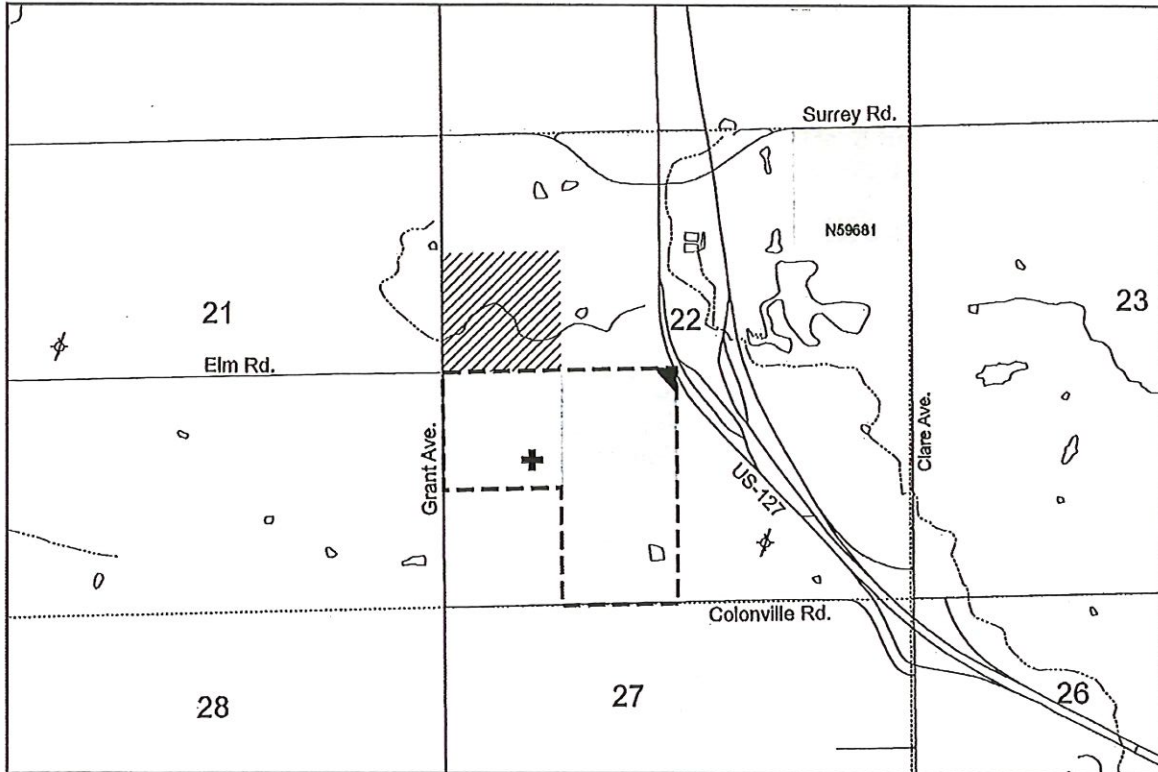 Surrey Rd.
N59681
21
22
23
Elm Rd.
Grant Ave.
Clare Ave.
US-127
Colonville Rd.
28
27
26